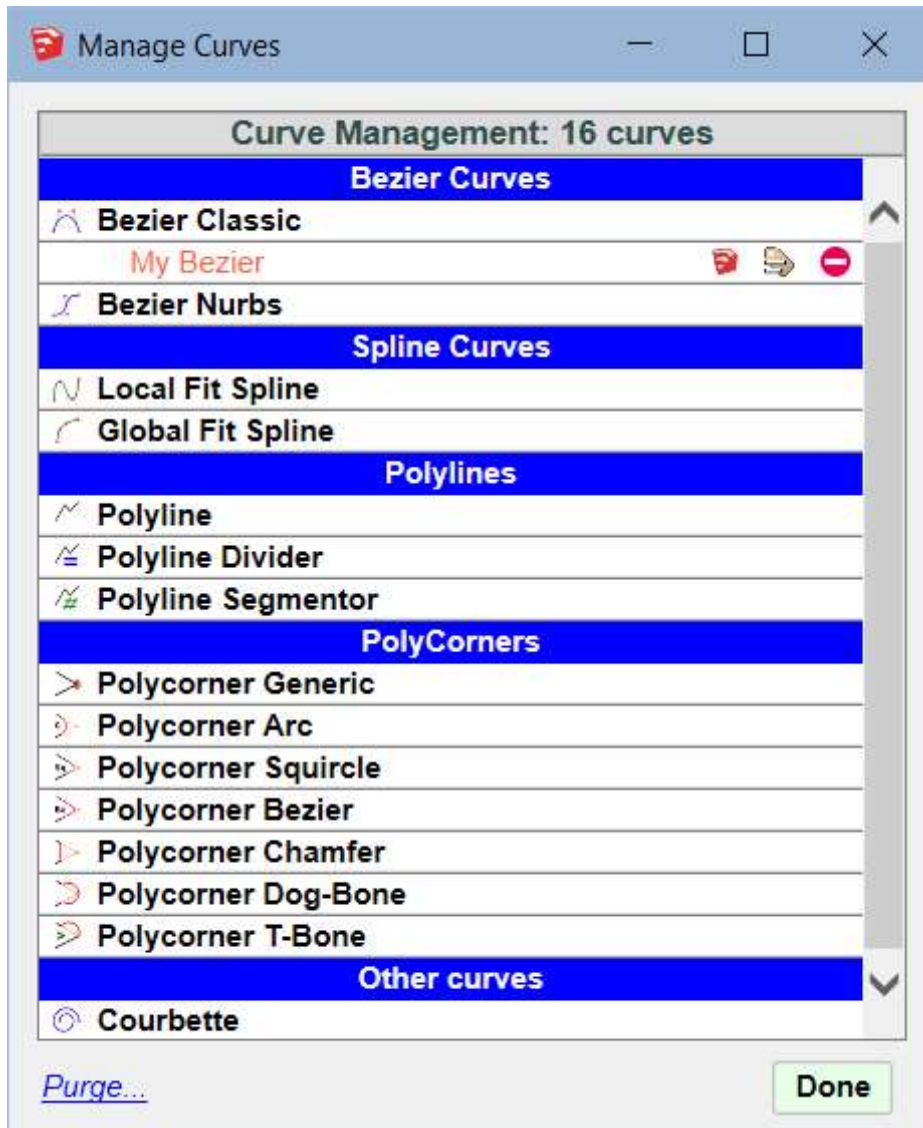 Manage Curves
Curve Management: 16 curves
Bezier Curves
Bezier Classic
My Bezier
Bezier Nurbs
Spline Curves
Local Fit Spline
Global Fit Spline
Polylines
Polyline
Polyline Divider
Polyline Segmentor
PolyCorners
Polycorner Generic
Polycorner Arc
Polycorner Squircle
Polycorner Bezier
Polycorner Chamfer
Polycorner Dog-Bone
Polycorner T-Bone
Other curves
Courbette
Purge...
Done